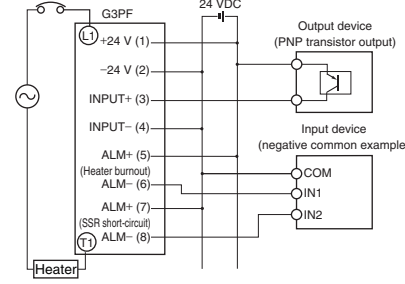 24 VDC
G3PF
L1
+24 V (1)
−24 V (2)
INPUT+ (3)
INPUT− (4)
ALM+ (5)
(Heater burnout)
ALM− (6)
ALM+ (7)
(SSR short-circuit)
ALM− (8)
T1
Heater
Output device
(PNP transistor output)
Input device
(negative common example
COM
IN1
IN2